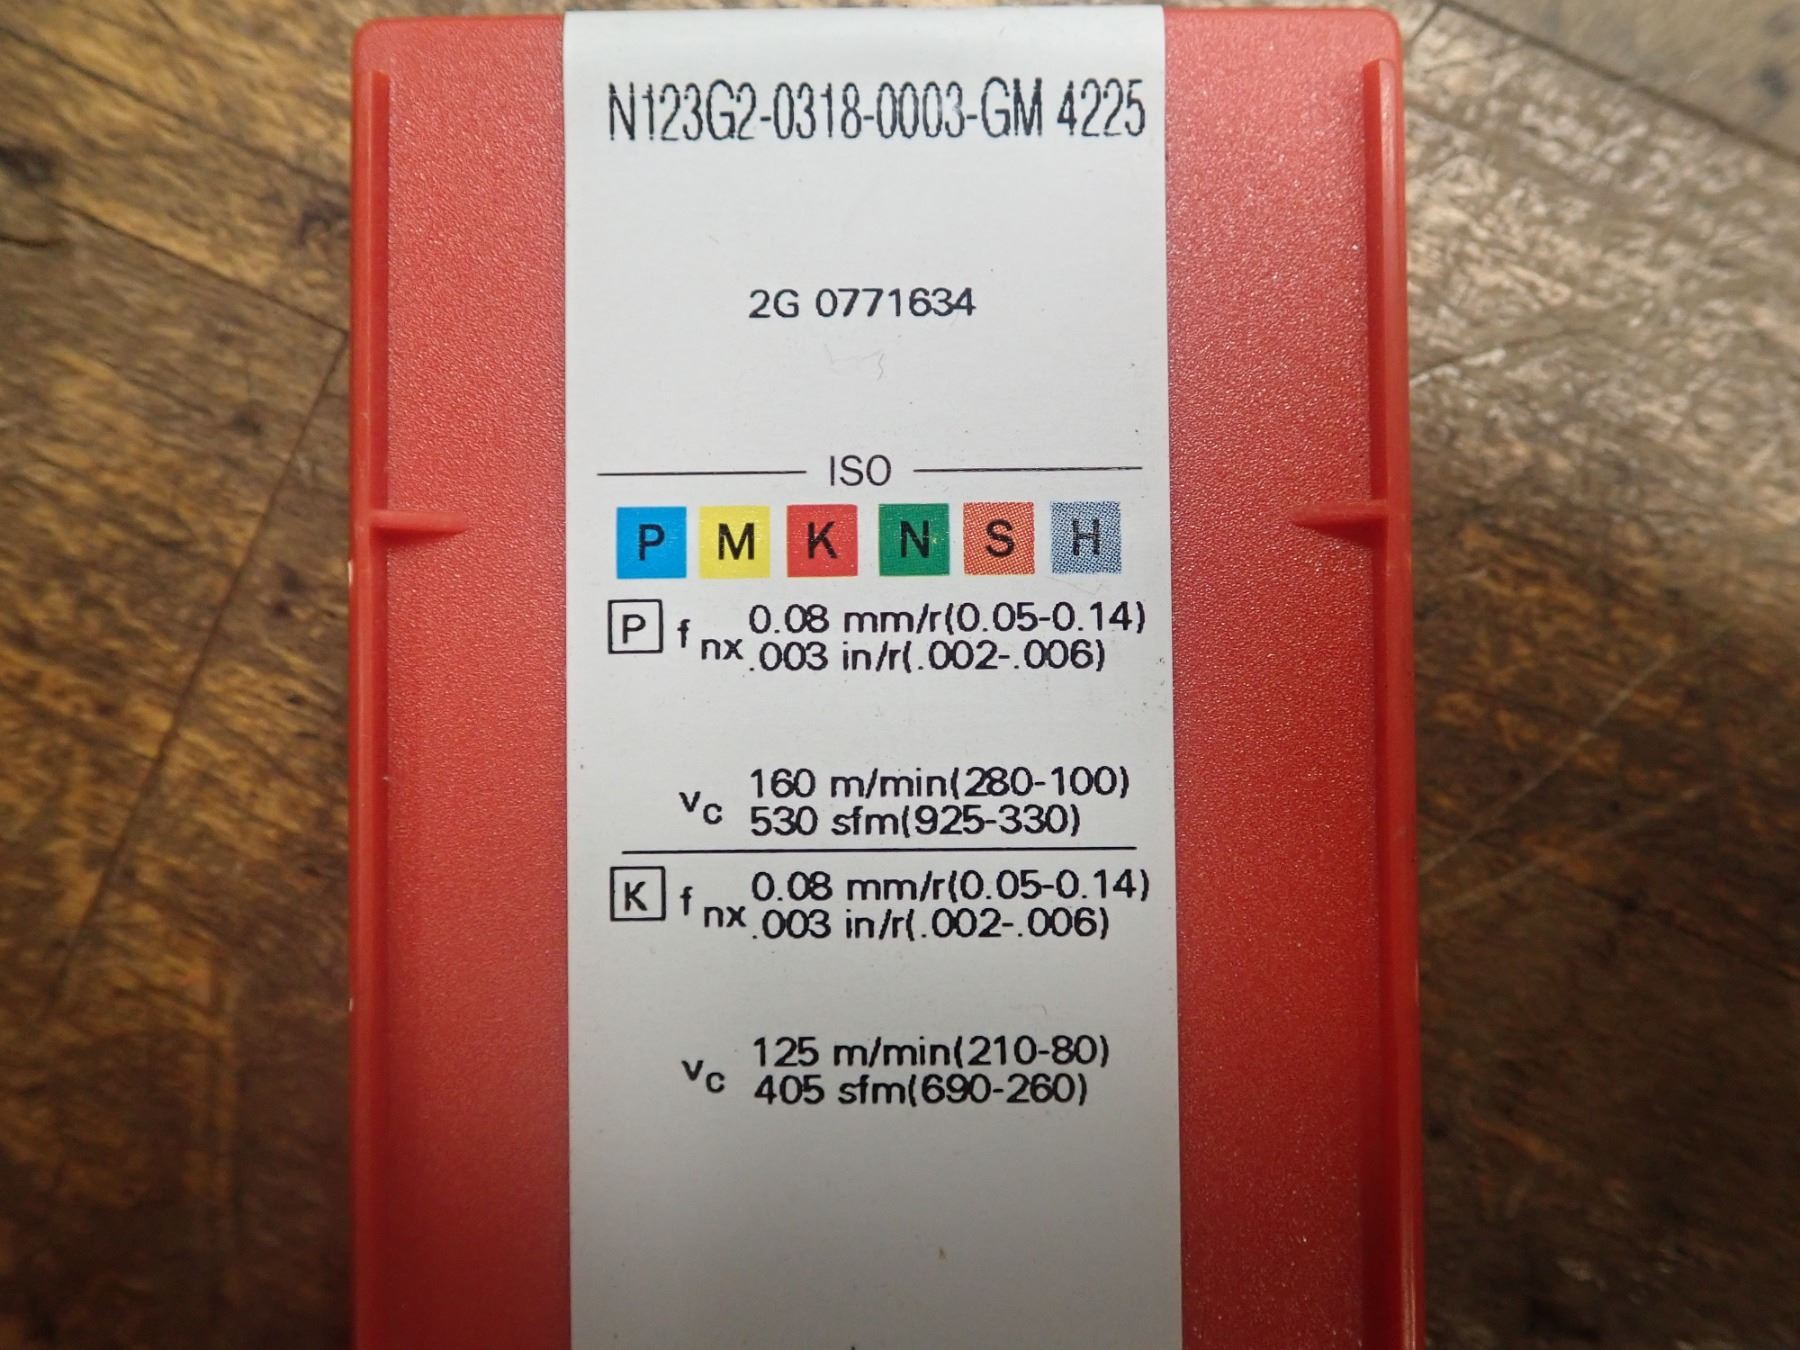 N123G2-0318-0003-GM 4225
2G 0771634
ISO
P M K N S H
P f nx 0.08 mm/r(0.05-0.14)
.003 in/r(.002-.006)
vc 160 m/min(280-100)
530 sfm(925-330)
K f nx 0.08 mm/r(0.05-0.14)
.003 in/r(.002-.006)
vc 125 m/min(210-80)
405 sfm(690-260)